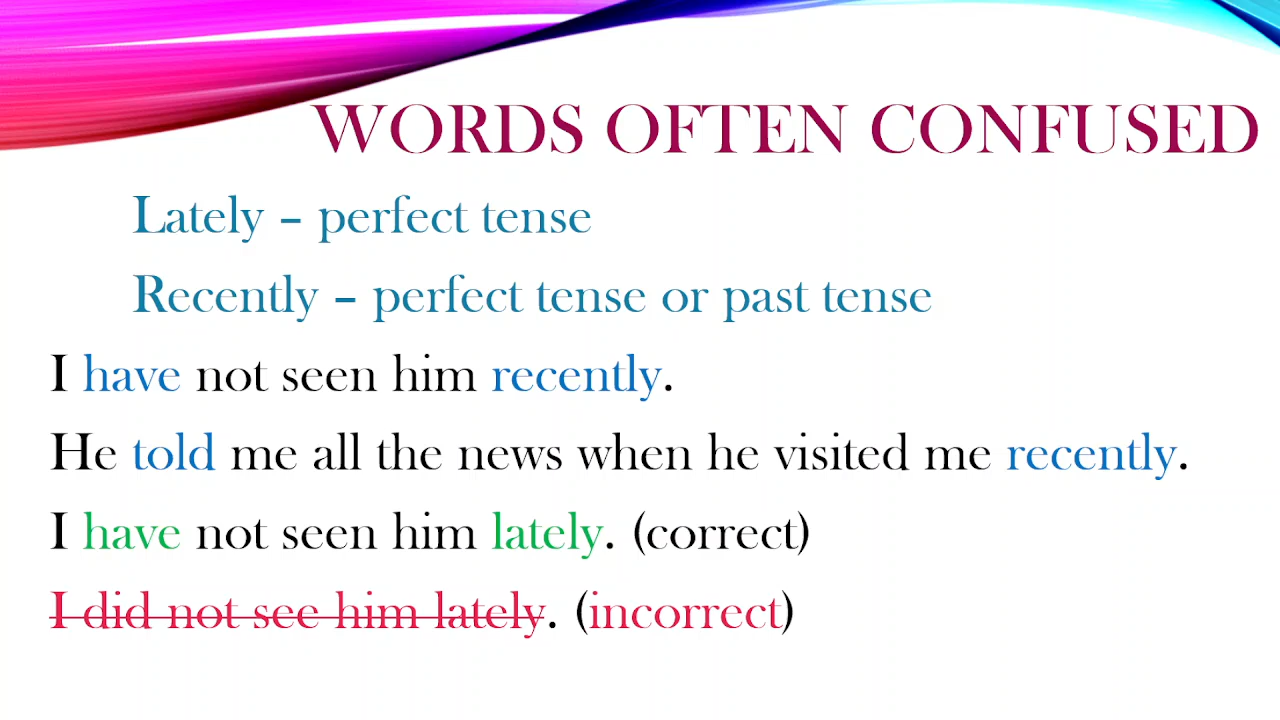 WORDS OFTEN CONFUSED
Lately – perfect tense
Recently – perfect tense or past tense
I have not seen him recently.
He told me all the news when he visited me recently.
I have not seen him lately. (correct)
I did not see him lately. (incorrect)